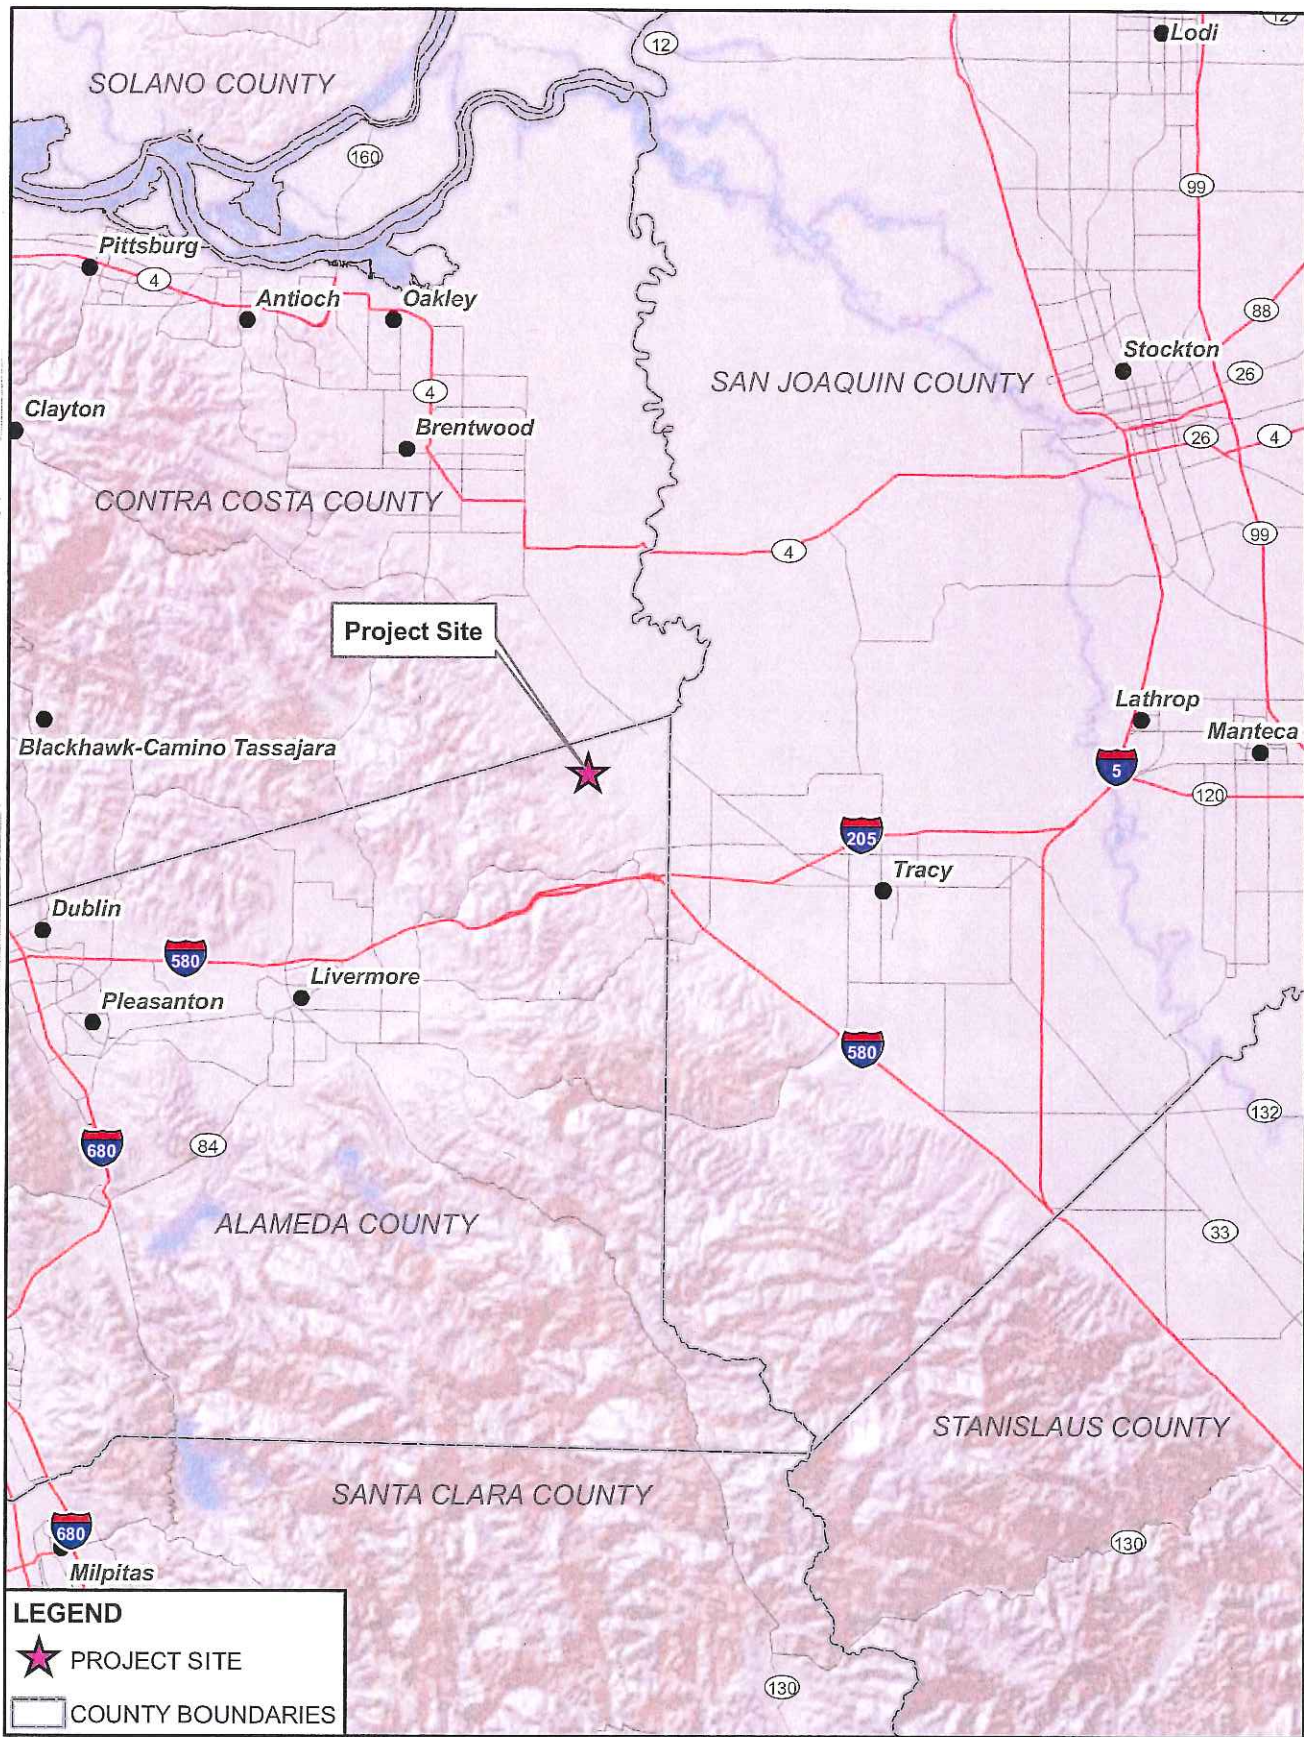 12
12
Lodi
SOLANO COUNTY
160
99
Pittsburg
4
Antioch
Oakley
88
Stockton
26
SAN JOAQUIN COUNTY
4
Clayton
Brentwood
26
4
CONTRA COSTA COUNTY
99
4
Project Site
Lathrop
Manteca
Blackhawk-Camino Tassajara
5
120
205
Tracy
Dublin
580
Livermore
Pleasanton
580
132
680
84
ALAMEDA COUNTY
33
STANISLAUS COUNTY
SANTA CLARA COUNTY
680
130
Milpitas
LEGEND
PROJECT SITE
130
COUNTY BOUNDARIES